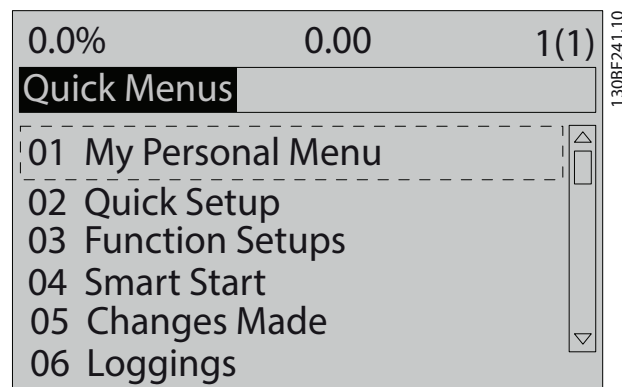 0.0% 0.00 1(1)
Quick Menus
01 My Personal Menu
02 Quick Setup
03 Function Setups
04 Smart Start
05 Changes Made
06 Loggings
130BF241.10